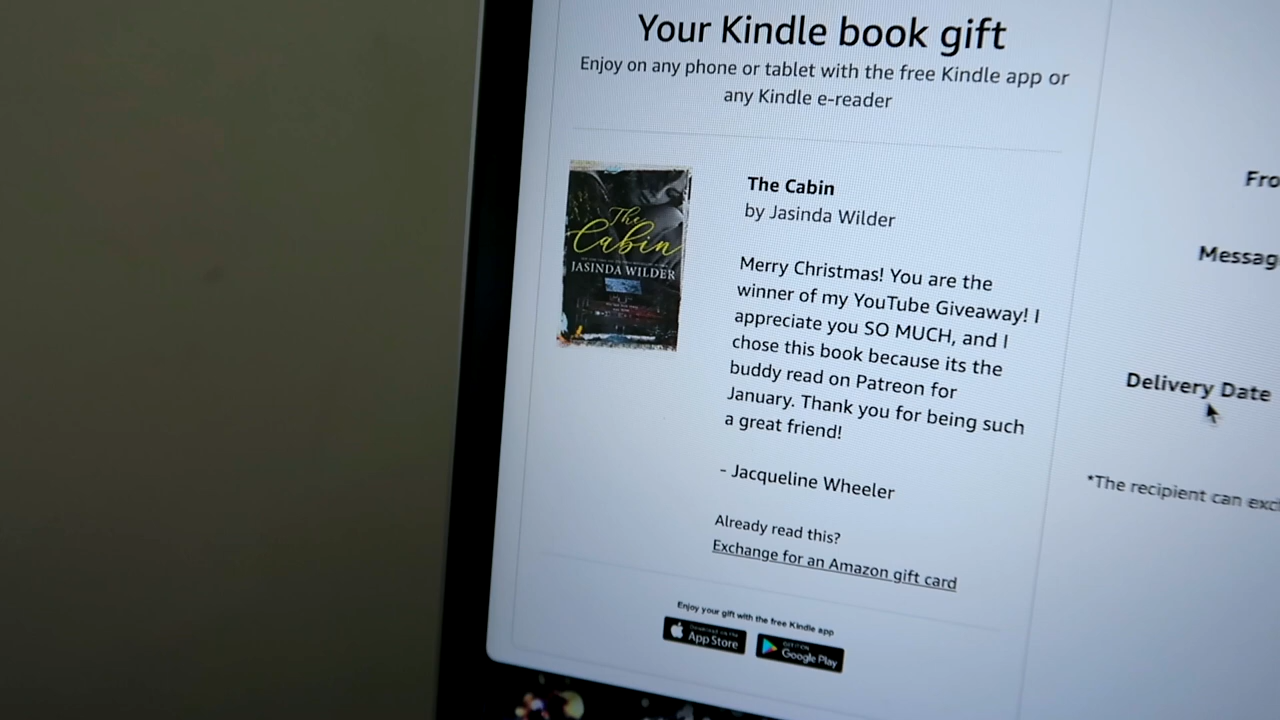 Your Kindle book gift
Enjoy on any phone or tablet with the free Kindle app or
any Kindle e-reader
The
Cabin
JASINDA WILDER
The Cabin
by Jasinda Wilder
Merry Christmas! You are the
winner of my YouTube Giveaway! I
appreciate you SO MUCH, and I
chose this book because its the
buddy read on Patreon for
January. Thank you for being such
a great friend!
- Jacqueline Wheeler
Already read this?
Exchange for an Amazon gift card
Enjoy your gift with the free Kindle app
App Store
GET IT ON
Google Play
Fro
Messag
Delivery Date
*The recipient can exc